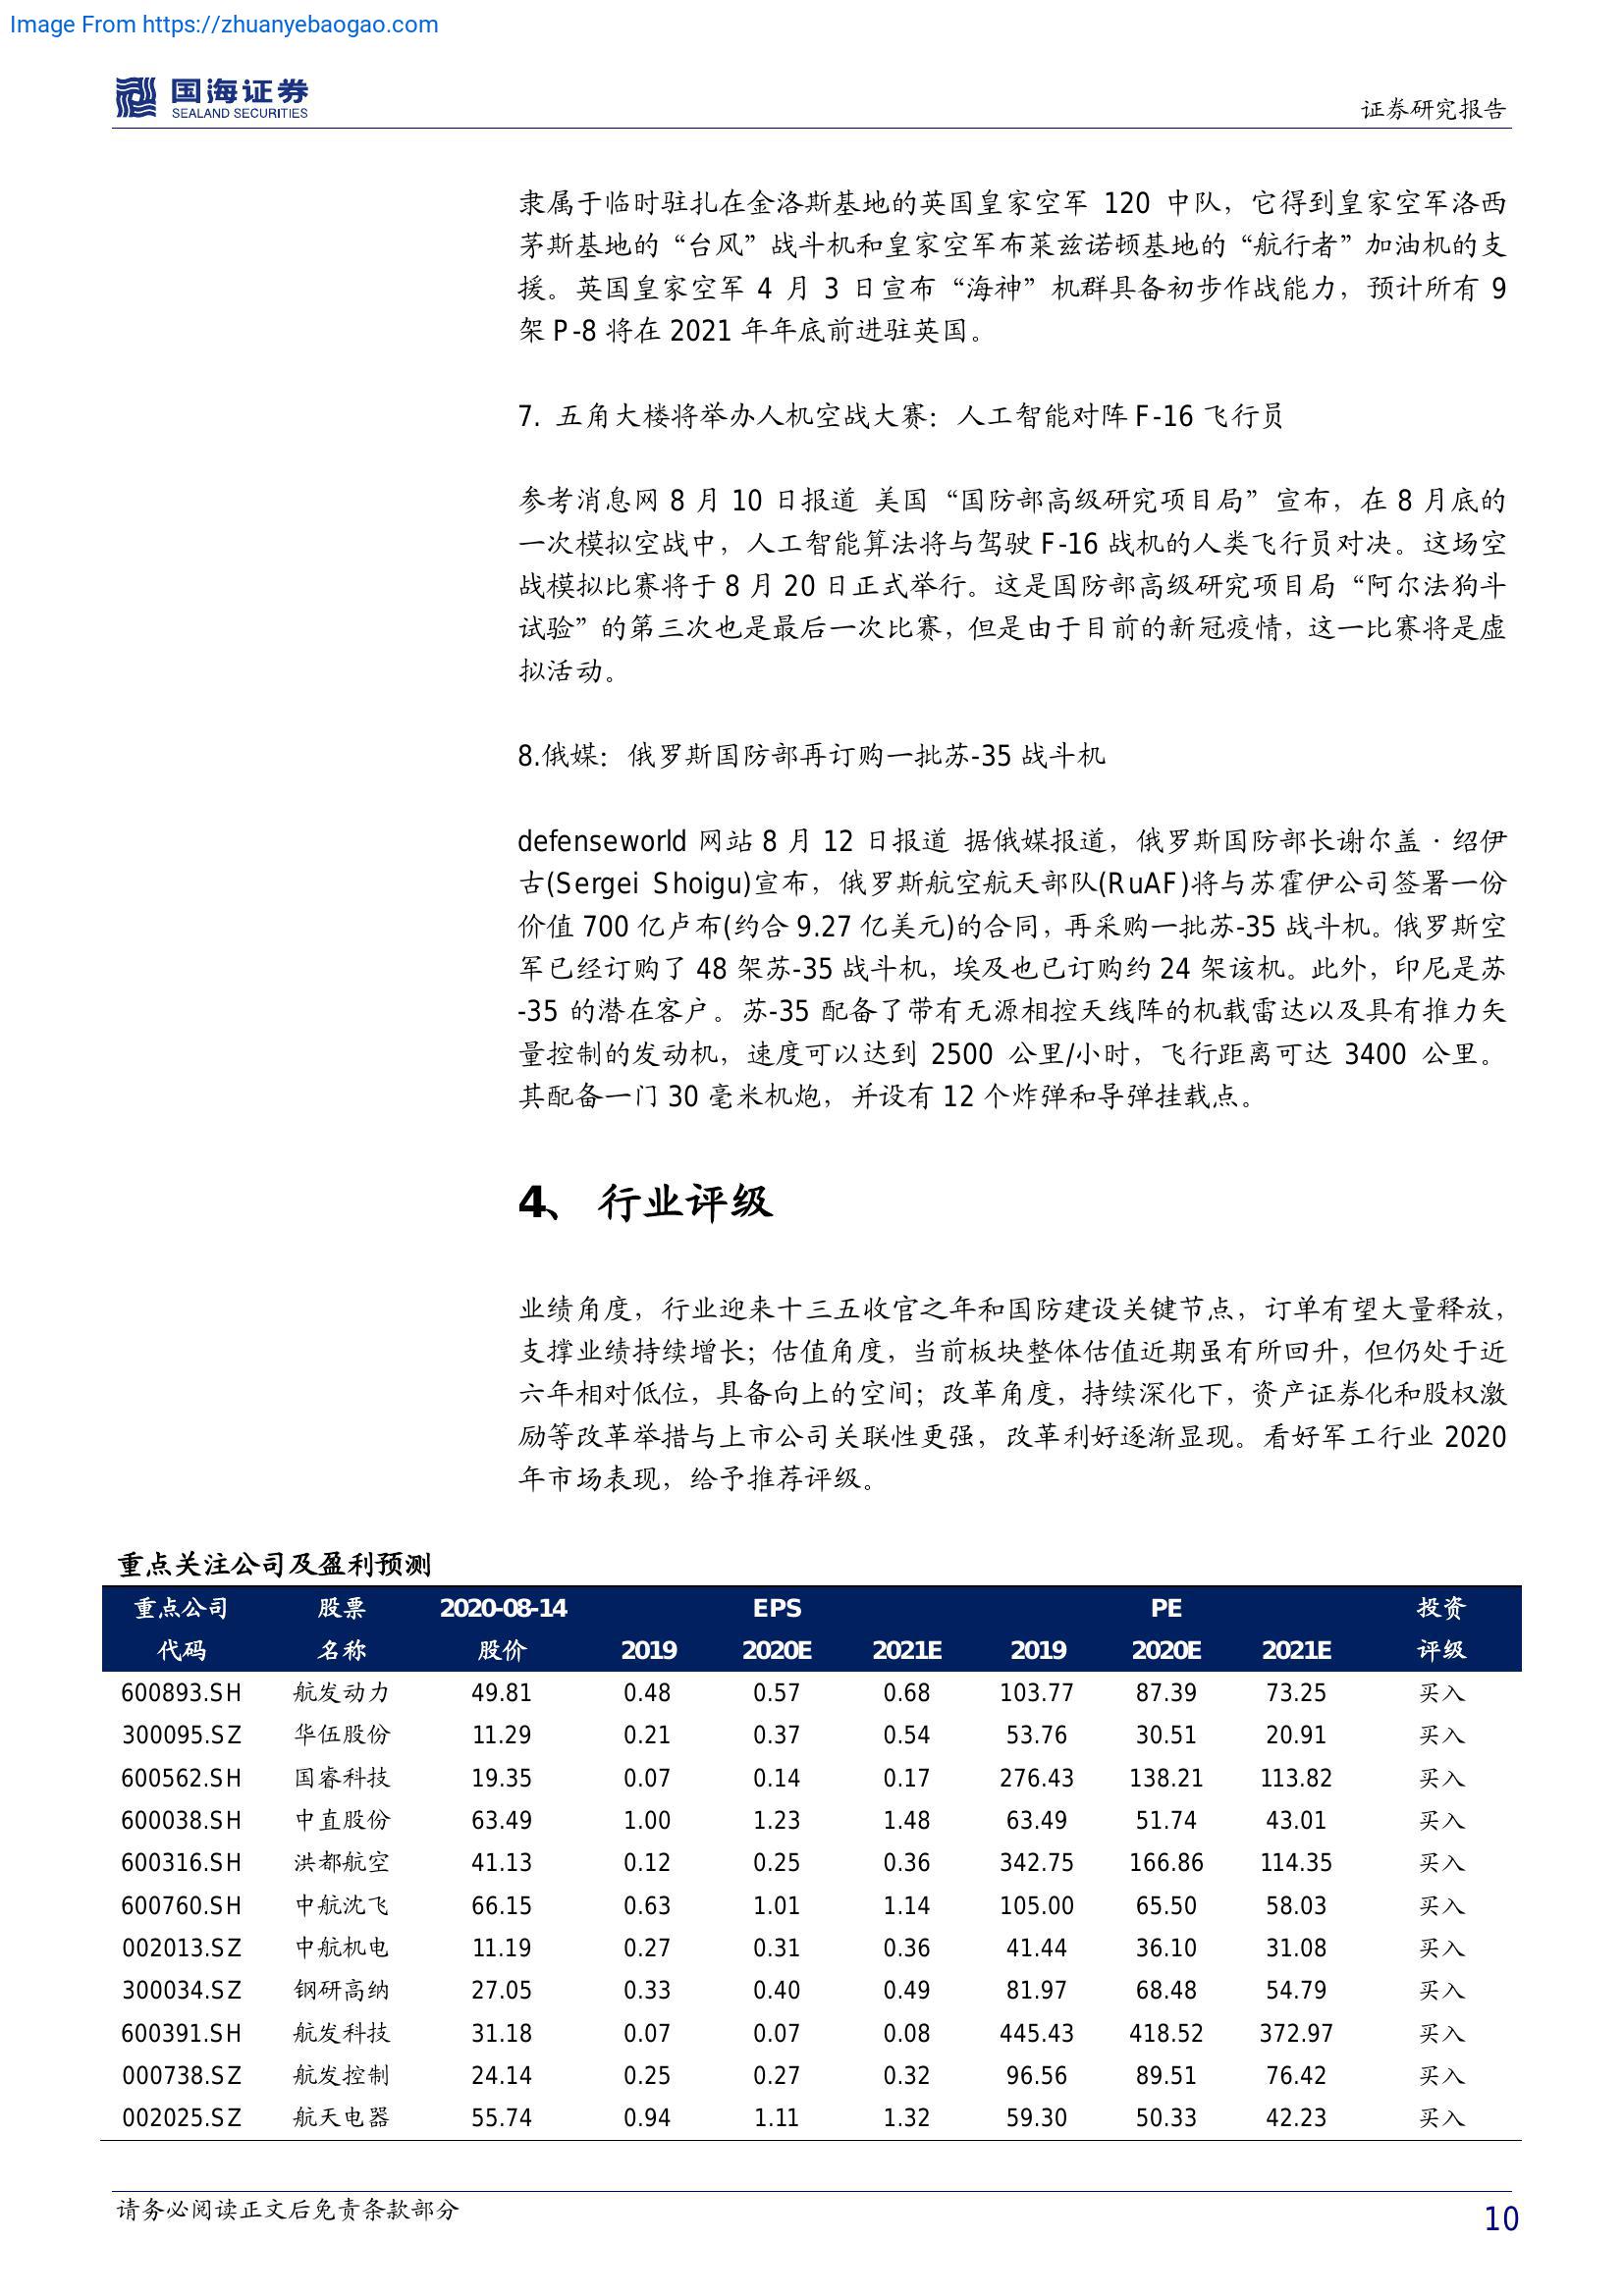 Image From https://zhuanyebaogao.com
国海证券
SEALAND SECURITIES
证券研究报告
隶属于临时驻扎在金洛斯基地的英国皇家空军 120 中队，它得到皇家空军洛西
茅斯基地的“台风”战斗机和皇家空军布莱兹诺顿基地的“航行者”加油机的支
援。英国皇家空军 4 月 3 日宣布“海神”机群具备初步作战能力，预计所有 9
架 P-8 将在 2021 年年底前进驻英国。
7. 五角大楼将举办人机空战大赛：人工智能对阵 F-16 飞行员
参考消息网 8 月 10 日报道 美国“国防部高级研究项目局”宣布，在 8 月底的
一次模拟空战中，人工智能算法将与驾驶 F-16 战机的人类飞行员对决。这场空
战模拟比赛将于 8 月 20 日正式举行。这是国防部高级研究项目局“阿尔法狗斗
试验”的第三次也是最后一次比赛，但是由于目前的新冠疫情，这一比赛将是虚
拟活动。
8.俄媒：俄罗斯国防部再订购一批苏-35 战斗机
defenseworld 网站 8 月 12 日报道 据俄媒报道，俄罗斯国防部长谢尔盖·绍伊
古(Sergei Shoigu)宣布，俄罗斯航空航天部队(RuAF)将与苏霍伊公司签署一份
价值 700 亿卢布(约合 9.27 亿美元)的合同，再采购一批苏-35 战斗机。俄罗斯空
军已经订购了 48 架苏-35 战斗机，埃及也已订购约 24 架该机。此外，印尼是苏
-35 的潜在客户。苏-35 配备了带有无源相控天线阵的机载雷达以及具有推力矢
量控制的发动机，速度可以达到 2500 公里/小时，飞行距离可达 3400 公里。
其配备一门 30 毫米机炮，并设有 12 个炸弹和导弹挂载点。
4、 行业评级
业绩角度，行业迎来十三五收官之年和国防建设关键节点，订单有望大量释放，
支撑业绩持续增长；估值角度，当前板块整体估值近期虽有所回升，但仍处于近
六年相对低位，具备向上的空间；改革角度，持续深化下，资产证券化和股权激
励等改革举措与上市公司关联性更强，改革利好逐渐显现。看好军工行业 2020
年市场表现，给予推荐评级。
重点关注公司及盈利预测
重点公司 股票 2020-08-14 EPS PE 投资
代码 名称 股价 2019 2020E 2021E 2019 2020E 2021E 评级
600893.SH 航发动力 49.81 0.48 0.57 0.68 103.77 87.39 73.25 买入
300095.SZ 华伍股份 11.29 0.21 0.37 0.54 53.76 30.51 20.91 买入
600562.SH 国睿科技 19.35 0.07 0.14 0.17 276.43 138.21 113.82 买入
600038.SH 中直股份 63.49 1.00 1.23 1.48 63.49 51.74 43.01 买入
600316.SH 洪都航空 41.13 0.12 0.25 0.36 342.75 166.86 114.35 买入
600760.SH 中航沈飞 66.15 0.63 1.01 1.14 105.00 65.50 58.03 买入
002013.SZ 中航机电 11.19 0.27 0.31 0.36 41.44 36.10 31.08 买入
300034.SZ 钢研高纳 27.05 0.33 0.40 0.49 81.97 68.48 54.79 买入
600391.SH 航发科技 31.18 0.07 0.07 0.08 445.43 418.52 372.97 买入
000738.SZ 航发控制 24.14 0.25 0.27 0.32 96.56 89.51 76.42 买入
002025.SZ 航天电器 55.74 0.94 1.11 1.32 59.30 50.33 42.23 买入
请务必阅读正文后免责条款部分
10